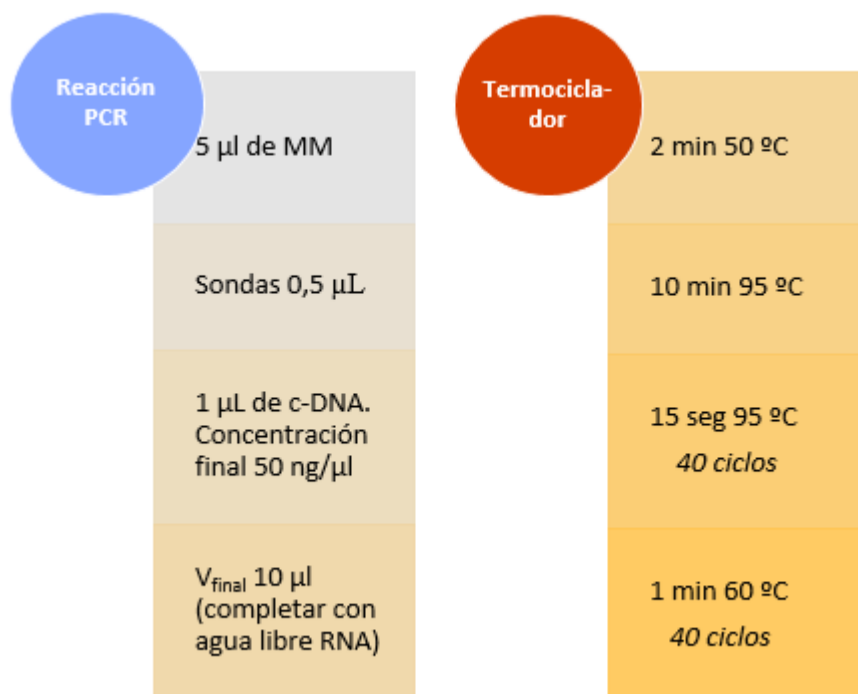 Reacción
PCR
5 µl de MM
Sondas 0,5 µL
1 µL de c-DNA.
Concentración
final 50 ng/µl
Vfinal 10 µl
(completar con
agua libre RNA)
Termocicla-
dor
2 min 50 ºC
10 min 95 ºC
15 seg 95 ºC
40 ciclos
1 min 60 ºC
40 ciclos